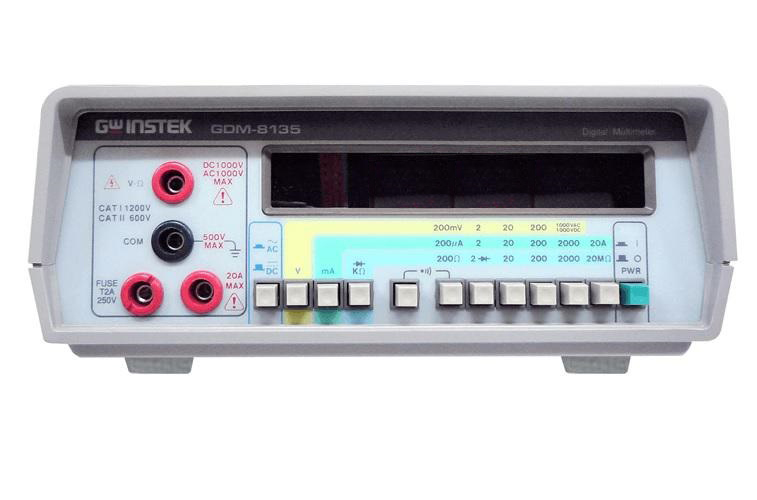 GW INSTEK GDM-8135
Digital Multimeter
V-Ω
DC1000V
AC1000V
MAX
CAT I 1200V
CAT II 600V
COM
500V
MAX
FUSE
T2A
250V
20A
MAX
AC
DC
200mV 2 20 200 1000VAC
1000VDC
200μA 2 20 200 2000 20A
200Ω 2 20 200 2000 20MΩ
V mA KΩ
I
O
PWR